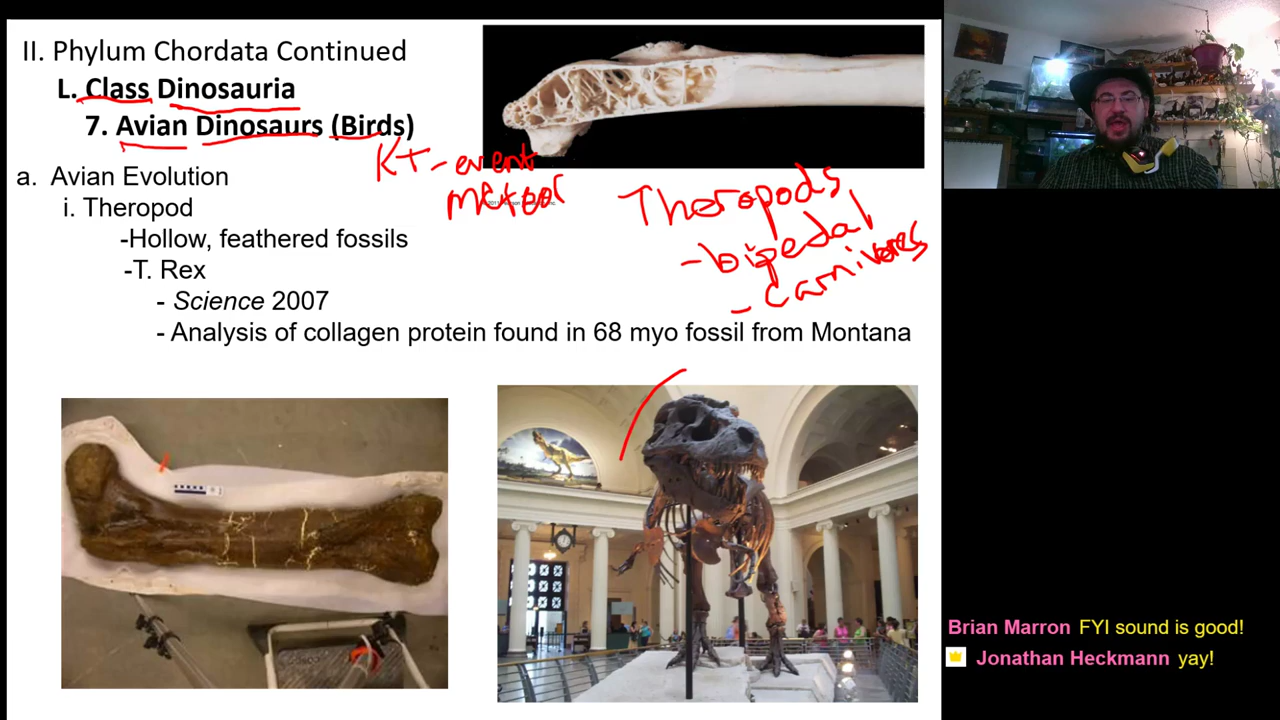 II. Phylum Chordata Continued
L. Class Dinosauria
7. Avian Dinosaurs (Birds)
KT-event
meteor
a. Avian Evolution
i. Theropod
-Hollow, feathered fossils
-T. Rex
- Science 2007
- Analysis of collagen protein found in 68 myo fossil from Montana
Theropods
-bipedal
- Carnivores
Brian Marron FYI sound is good!
Jonathan Heckmann yay!